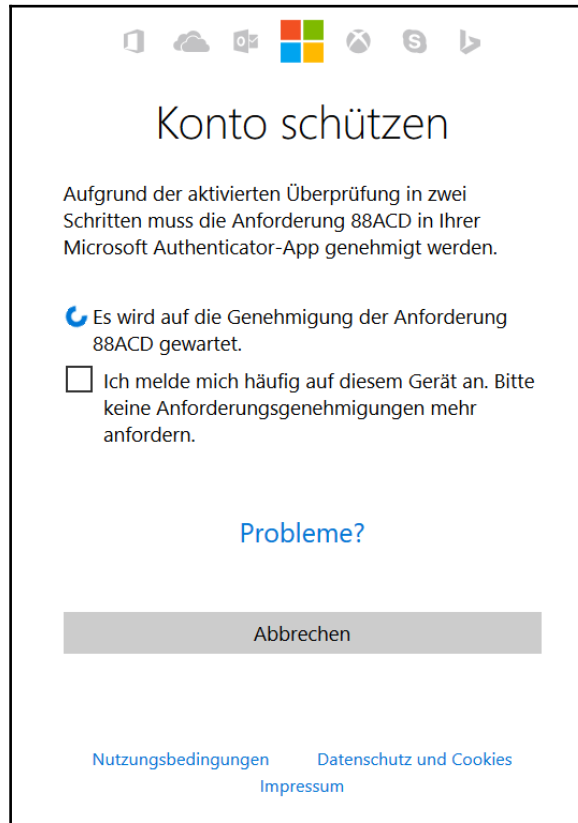 Konto schützen
Aufgrund der aktivierten Überprüfung in zwei
Schritten muss die Anforderung 88ACD in Ihrer
Microsoft Authenticator-App genehmigt werden.
Es wird auf die Genehmigung der Anforderung
88ACD gewartet.
Ich melde mich häufig auf diesem Gerät an. Bitte
keine Anforderungsgenehmigungen mehr
anfordern.
Probleme?
Abbrechen
Nutzungsbedingungen Datenschutz und Cookies
Impressum